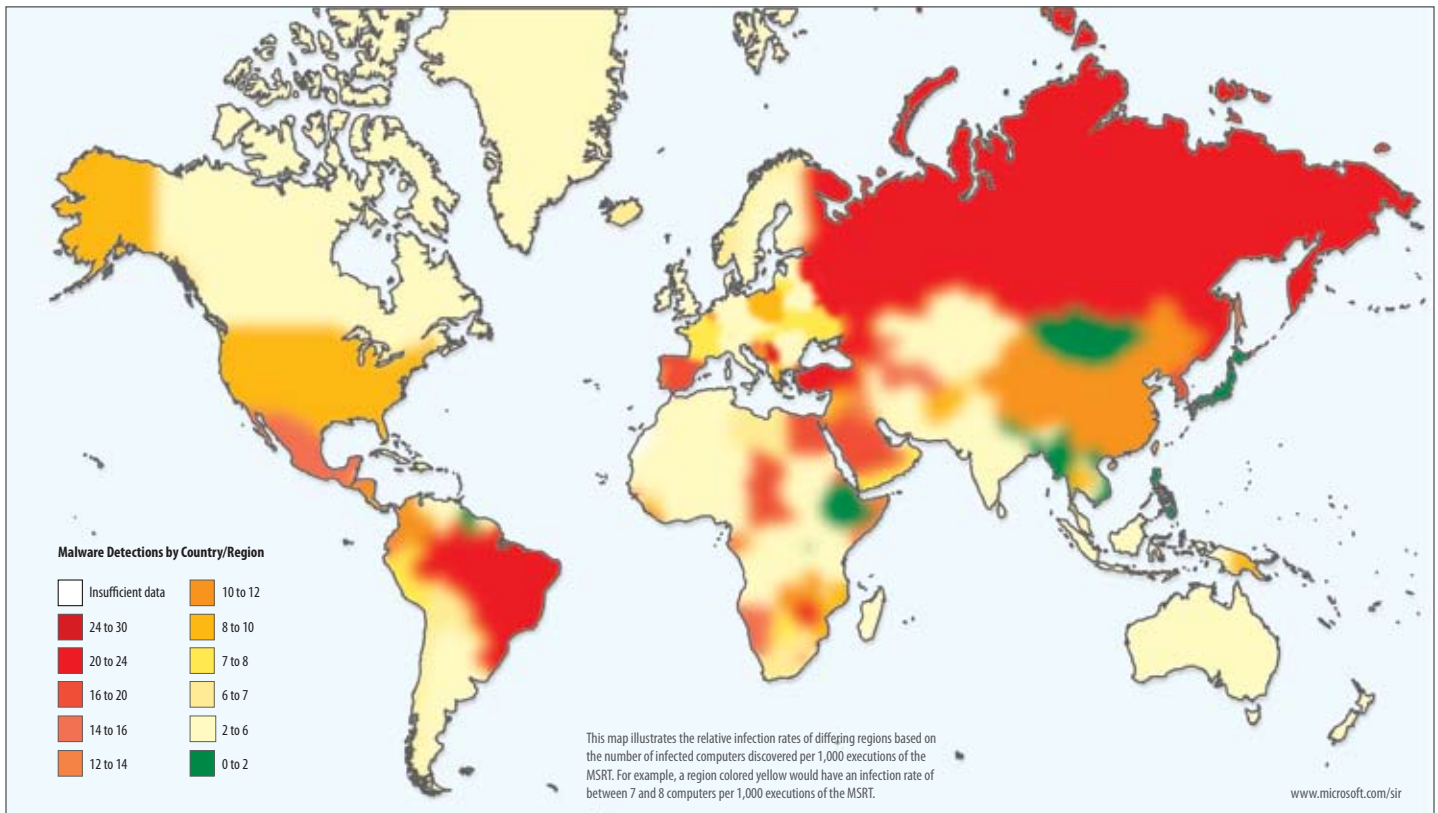 Malware Detections by Country/Region
Insufficient data
24 to 30
20 to 24
16 to 20
14 to 16
12 to 14
10 to 12
8 to 10
7 to 8
6 to 7
2 to 6
0 to 2
This map illustrates the relative infection rates of differing regions based on
the number of infected computers discovered per 1,000 executions of the
MSRT. For example, a region colored yellow would have an infection rate of
between 7 and 8 computers per 1,000 executions of the MSRT.
www.microsoft.com/sir